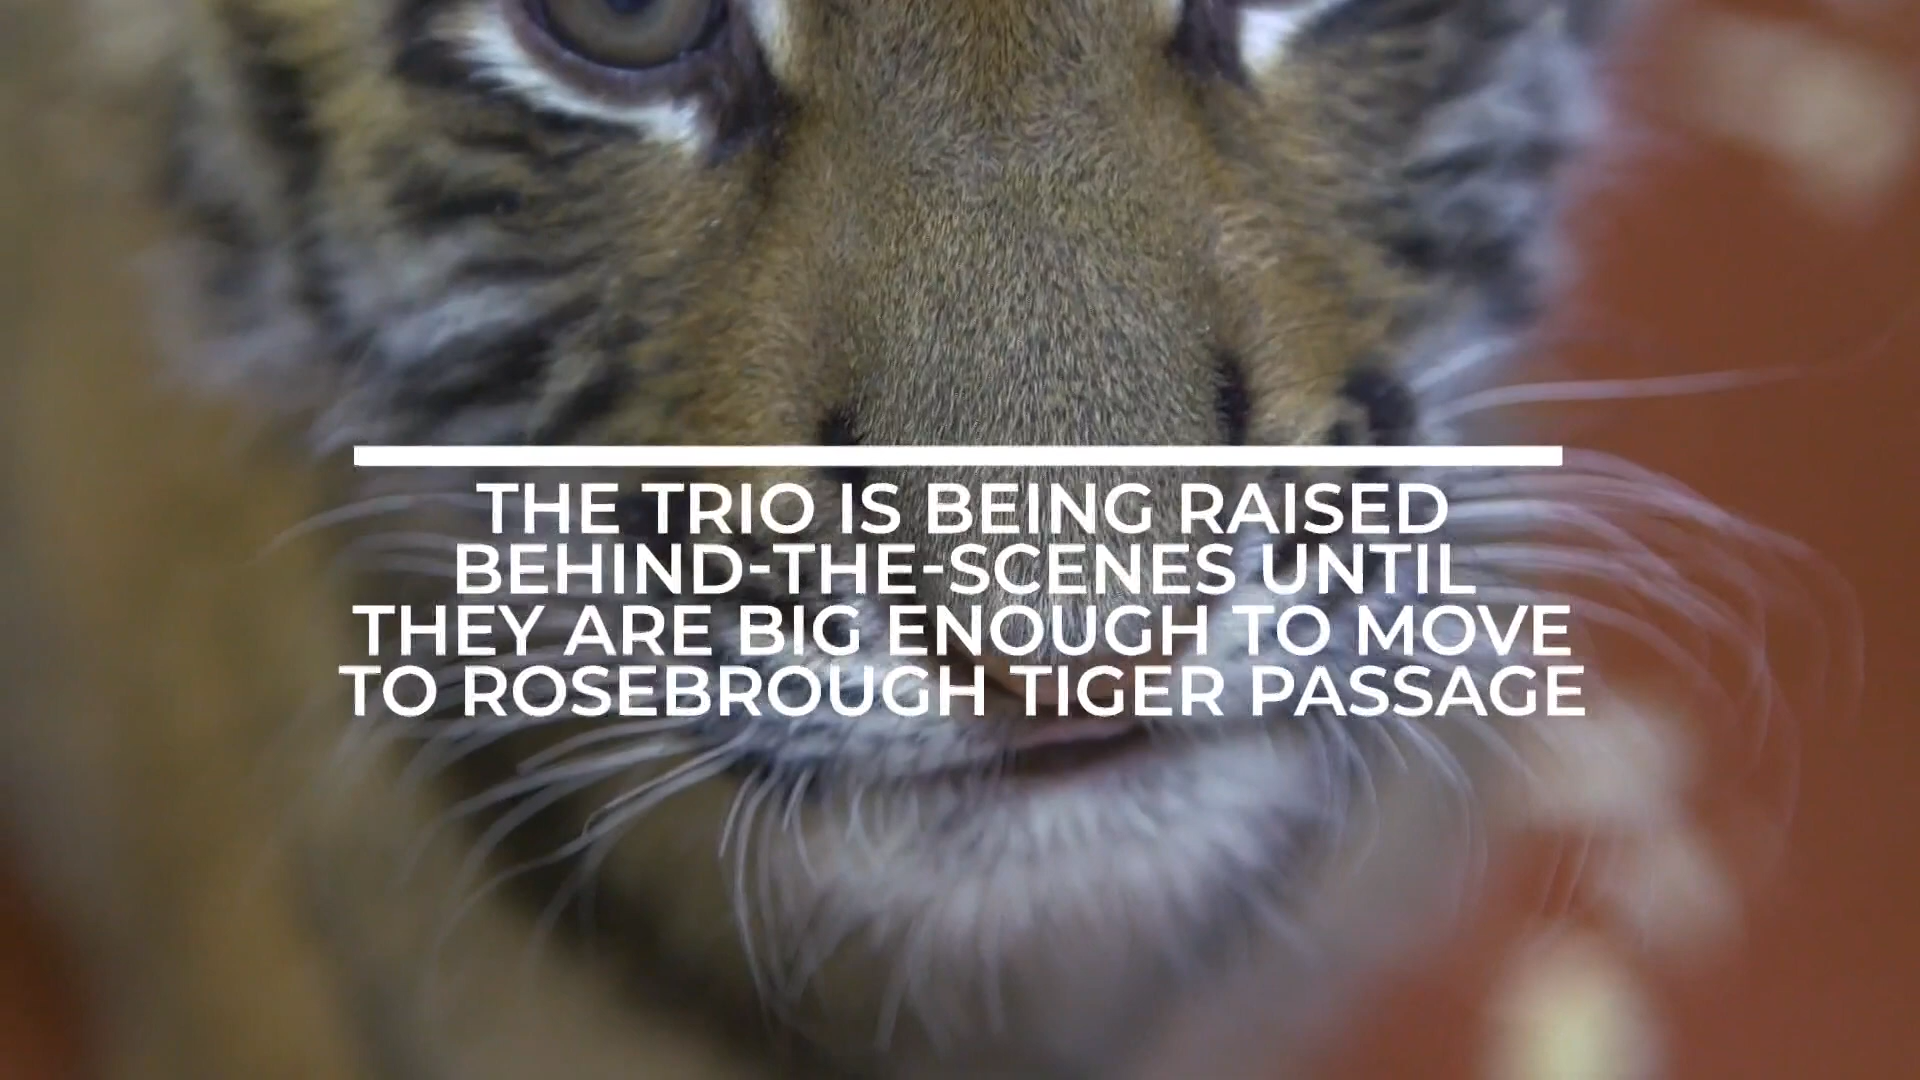 THE TRIO IS BEING RAISED
BEHIND-THE-SCENES UNTIL
THEY ARE BIG ENOUGH TO MOVE
TO ROSEBROUGH TIGER PASSAGE